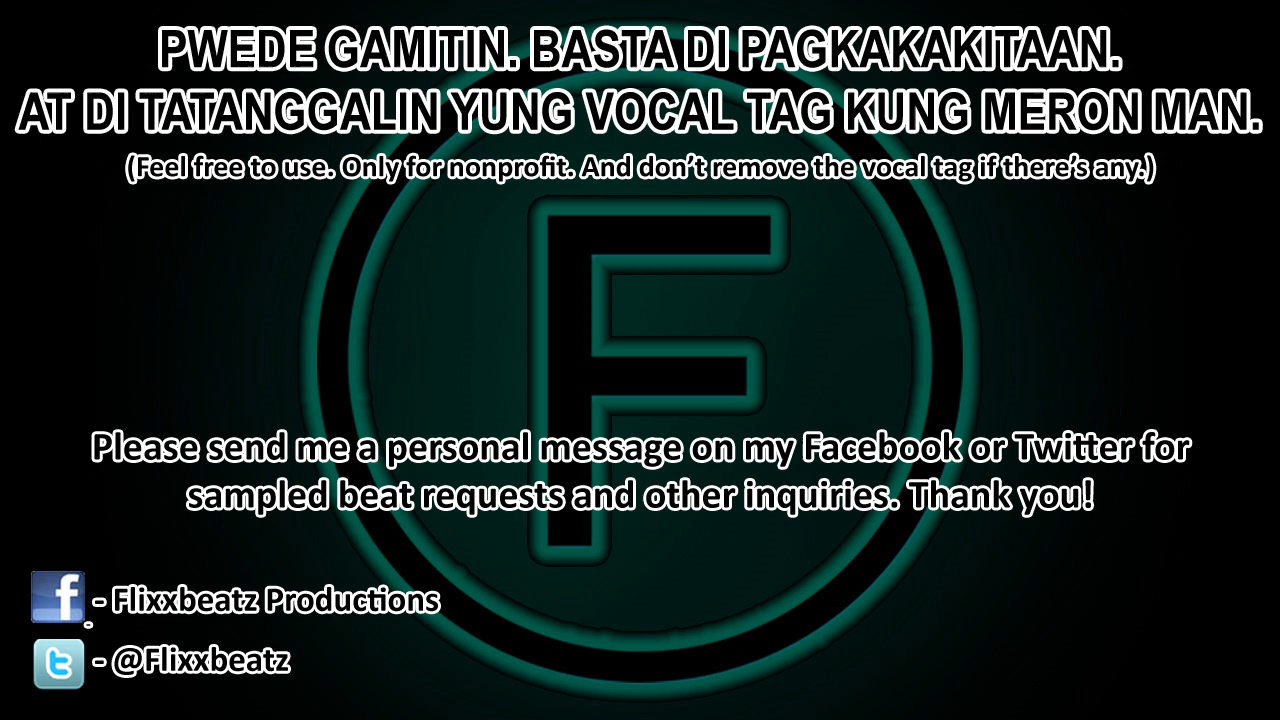 PWEDE GAMITIN. BASTA DI PAGKAKAKITAAN.
AT DI TATANGGALIN YUNG VOCAL TAG KUNG MERON MAN.
(Feel free to use. Only for nonprofit. And don't remove the vocal tag if there's any.)
F
Please send me a personal message on my Facebook or Twitter for
sampled beat requests and other inquiries. Thank you!
f - Flixxbeatz Productions
-
t - @Flixxbeatz